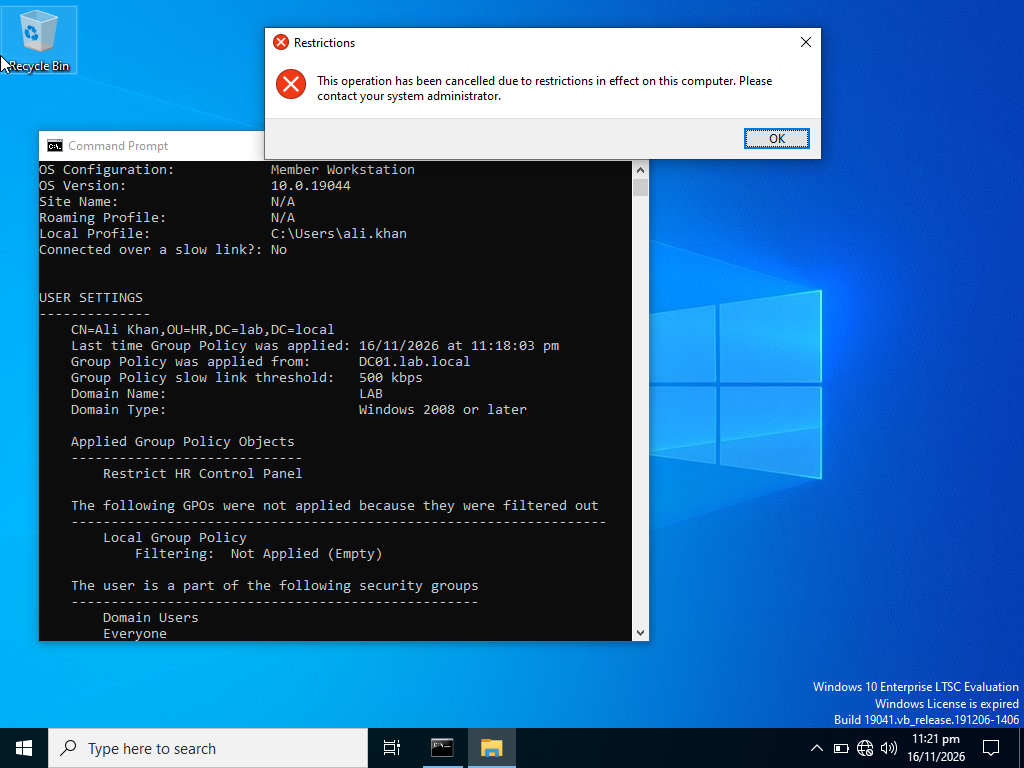 Recycle Bin
Restrictions
This operation has been cancelled due to restrictions in effect on this computer. Please
contact your system administrator.
OK
Command Prompt
OS Configuration: Member Workstation
OS Version: 10.0.19044
Site Name: N/A
Roaming Profile: N/A
Local Profile: C:\Users\ali.khan
Connected over a slow link?: No
USER SETTINGS
--------------
CN=Ali Khan,OU=HR,DC=lab,DC=local
Last time Group Policy was applied: 16/11/2026 at 11:18:03 pm
Group Policy was applied from: DC01.lab.local
Group Policy slow link threshold: 500 kbps
Domain Name: LAB
Domain Type: Windows 2008 or later
Applied Group Policy Objects
-----------------------------
Restrict HR Control Panel
The following GPOs were not applied because they were filtered out
-------------------------------------------------------------------
Local Group Policy
Filtering: Not Applied (Empty)
The user is a part of the following security groups
---------------------------------------------------
Domain Users
Everyone
Windows 10 Enterprise LTSC Evaluation
Windows License is expired
Build 19041.vb_release.191206-1406
Type here to search
11:21 pm
16/11/2026